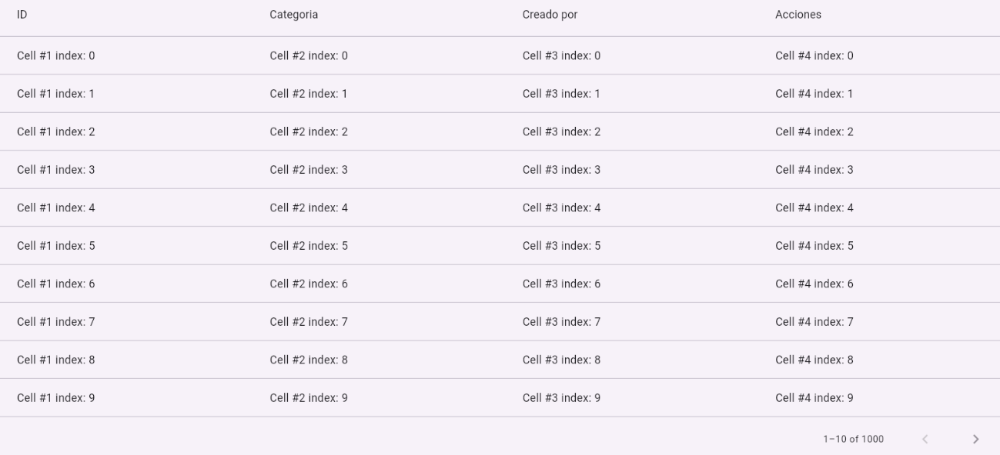 ID Categoria Creado por Acciones
Cell #1 index: 0 Cell #2 index: 0 Cell #3 index: 0 Cell #4 index: 0
Cell #1 index: 1 Cell #2 index: 1 Cell #3 index: 1 Cell #4 index: 1
Cell #1 index: 2 Cell #2 index: 2 Cell #3 index: 2 Cell #4 index: 2
Cell #1 index: 3 Cell #2 index: 3 Cell #3 index: 3 Cell #4 index: 3
Cell #1 index: 4 Cell #2 index: 4 Cell #3 index: 4 Cell #4 index: 4
Cell #1 index: 5 Cell #2 index: 5 Cell #3 index: 5 Cell #4 index: 5
Cell #1 index: 6 Cell #2 index: 6 Cell #3 index: 6 Cell #4 index: 6
Cell #1 index: 7 Cell #2 index: 7 Cell #3 index: 7 Cell #4 index: 7
Cell #1 index: 8 Cell #2 index: 8 Cell #3 index: 8 Cell #4 index: 8
Cell #1 index: 9 Cell #2 index: 9 Cell #3 index: 9 Cell #4 index: 9
1–10 of 1000